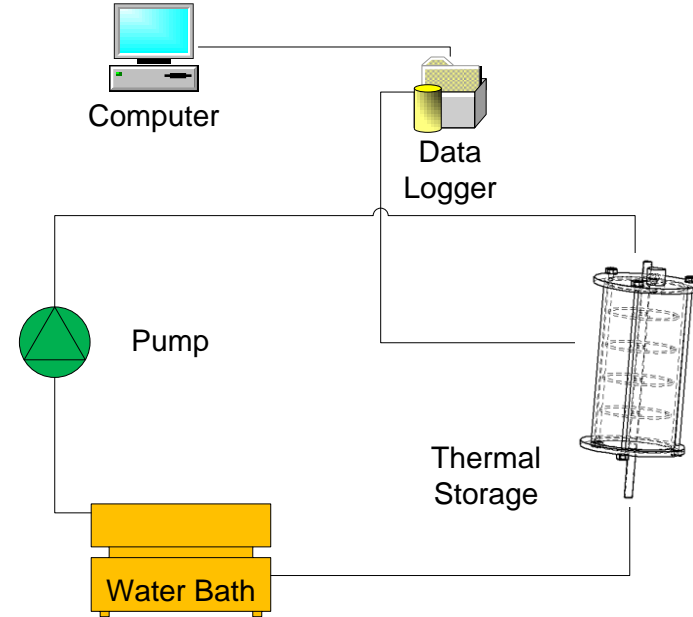 Computer
Data
Logger
Pump
Thermal
Storage
Water Bath